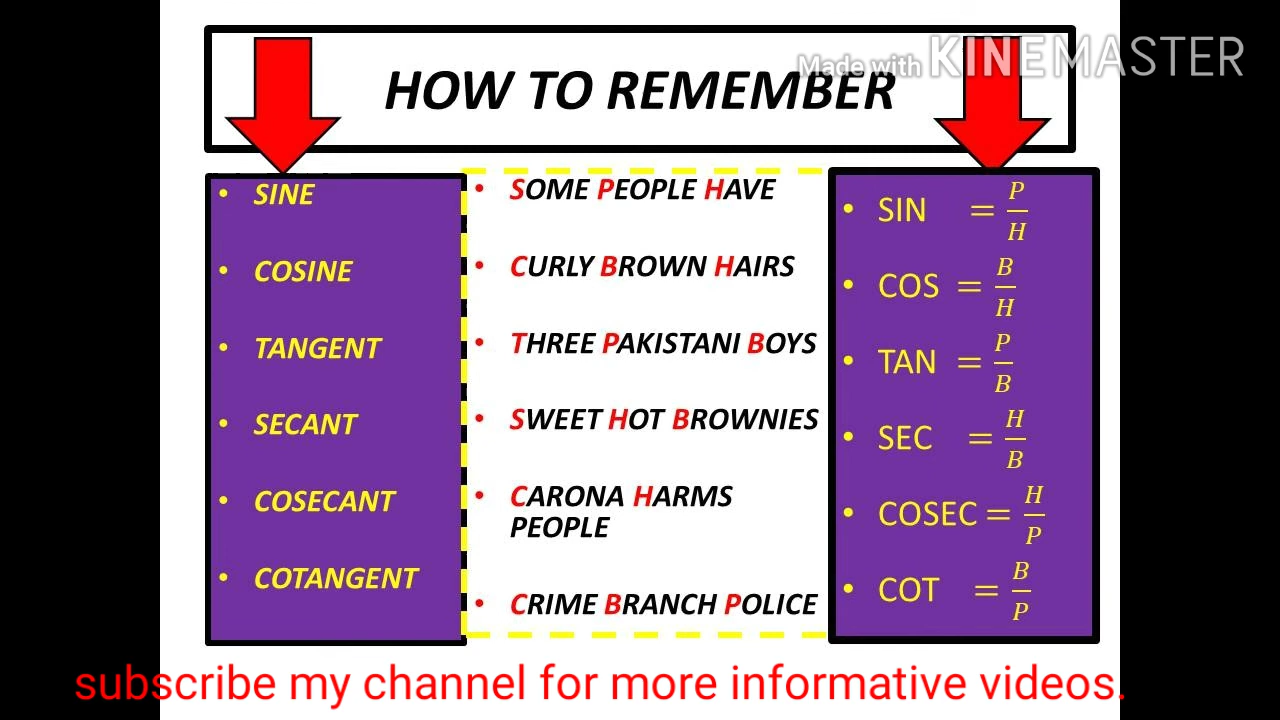 Made with KINEMASTER
HOW TO REMEMBER
• SINE
• COSINE
• TANGENT
• SECANT
• COSECANT
• COTANGENT
• SOME PEOPLE HAVE
• CURLY BROWN HAIRS
• THREE PAKISTANI BOYS
• SWEET HOT BROWNIES
• CARONA HARMS
PEOPLE
• CRIME BRANCH POLICE
• SIN = P/H
• COS = B/H
• TAN = P/B
• SEC = H/B
• COSEC = H/P
• COT = B/P
subscribe my channel for more informative videos.